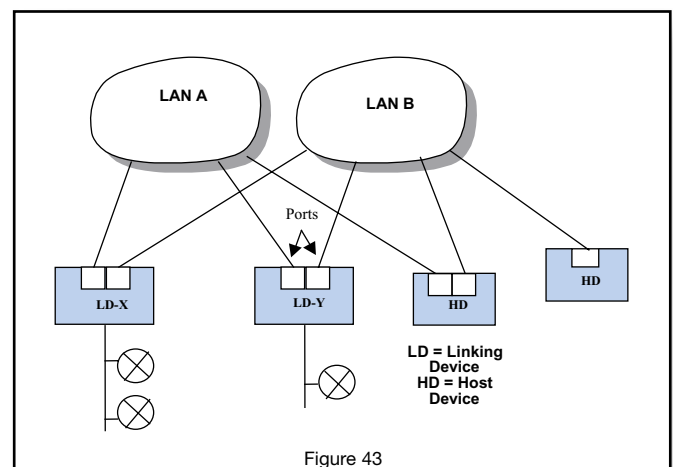 LAN A
LAN B
Ports
LD-X
LD-Y
HD
HD
LD = Linking
Device
HD = Host
Device
Figure 43